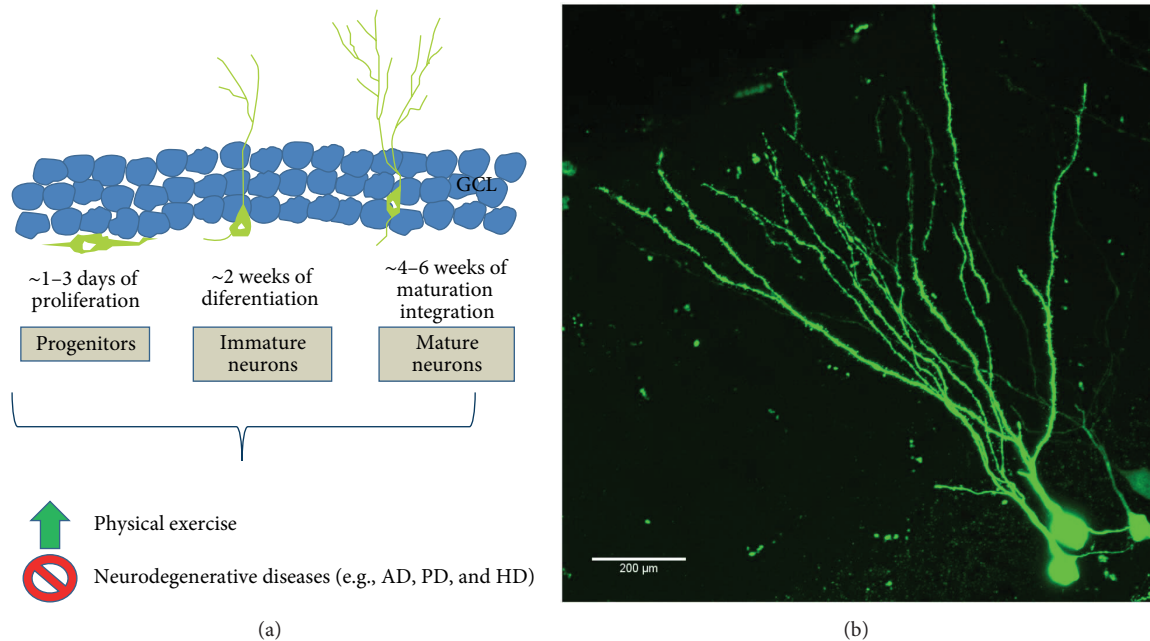 GCL
~1–3 days of
proliferation
~2 weeks of
diferentiation
~4–6 weeks of
maturation
integration
Progenitors
Immature
neurons
Mature
neurons
Physical exercise
Neurodegenerative diseases (e.g., AD, PD, and HD)
(a)
200 µm
(b)